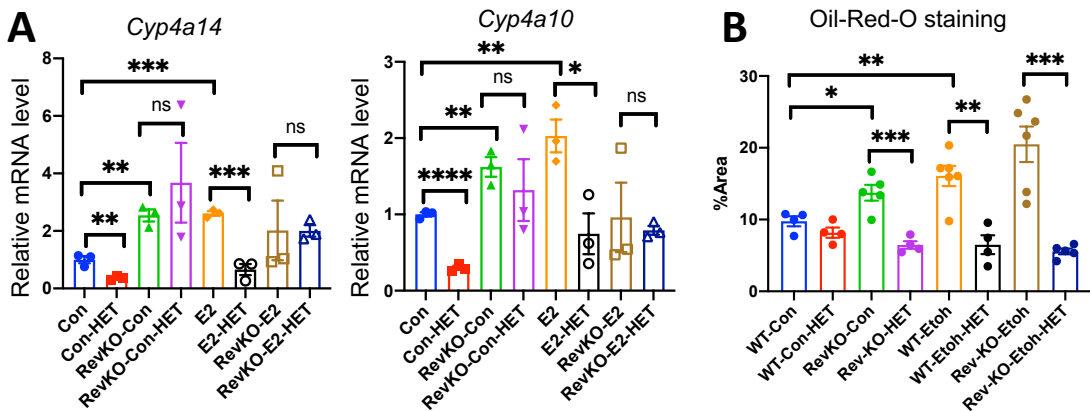 A
Cyp4a14
Relative mRNA level
8
6
4
2
0
***
ns
**
***
ns
**
Con
Con-HET
RevKO-Con
RevKO-Con-HET
E2
E2-HET
RevKO-E2
RevKO-E2-HET
Cyp4a10
Relative mRNA level
3
2
1
0
**
*
ns
**
ns
****
Con
Con-HET
RevKO-Con
RevKO-Con-HET
E2
E2-HET
RevKO-E2
RevKO-E2-HET
B
Oil-Red-O staining
%Area
30
20
10
0
**
***
*
**
***
WT-Con
WT-Con-HET
RevKO-Con
Rev-KO-HET
WT-Etoh
WT-Etoh-HET
Rev-KO-Etoh
Rev-KO-Etoh-HET